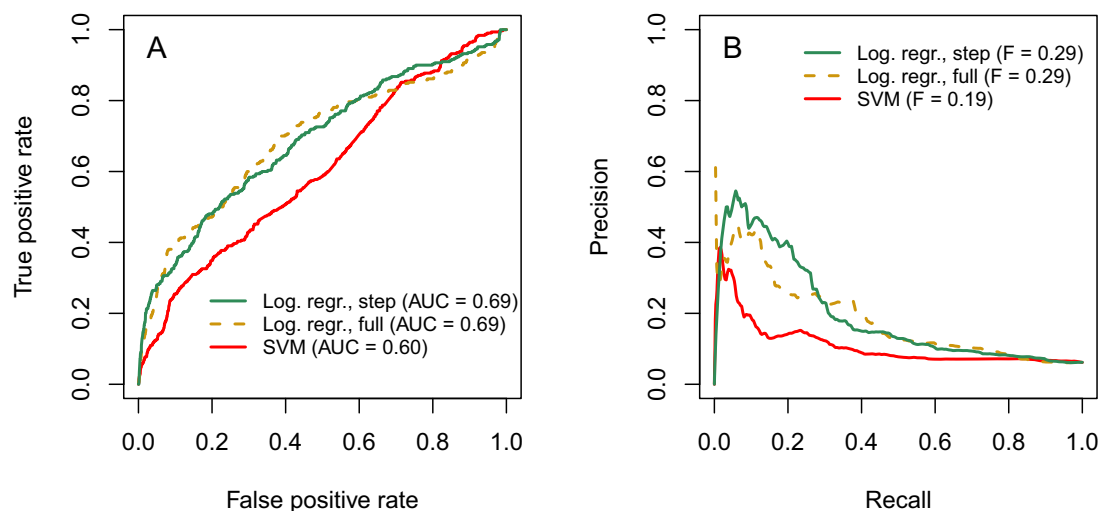 A
1.0
0.8
0.6
0.4
0.2
0.0
True positive rate
Log. regr., step (AUC = 0.69)
Log. regr., full (AUC = 0.69)
SVM (AUC = 0.60)
0.0 0.2 0.4 0.6 0.8 1.0
False positive rate
B
1.0
0.8
0.6
0.4
0.2
0.0
Precision
Log. regr., step (F = 0.29)
Log. regr., full (F = 0.29)
SVM (F = 0.19)
0.0 0.2 0.4 0.6 0.8 1.0
Recall